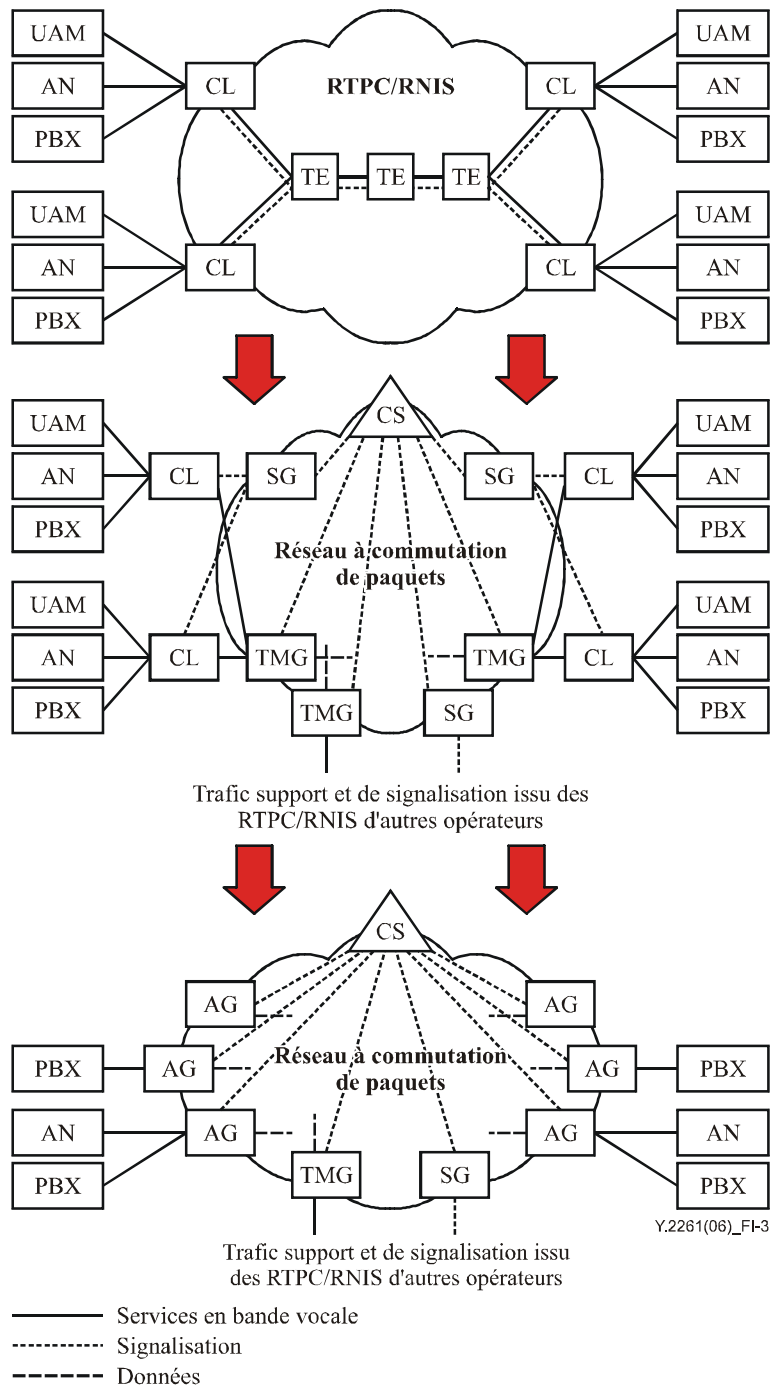 UAM
UAM
CL
RTPC/RNIS
CL
AN
AN
PBX
PBX
TE
TE
TE
UAM
UAM
AN
CL
CL
AN
PBX
PBX
CS
UAM
UAM
AN
CL
SG
SG
CL
AN
PBX
PBX
Réseau à commutation
de paquets
UAM
UAM
AN
CL
TMG
TMG
CL
AN
PBX
TMG
SG
PBX
Trafic support et de signalisation issu des
RTPC/RNIS d'autres opérateurs
CS
AG
AG
PBX
AG
Réseau à commutation
de paquets
AG
PBX
AN
AG
AG
AN
PBX
TMG
SG
PBX
Y.2261(06)_FI-3
Trafic support et de signalisation issu
des RTPC/RNIS d'autres opérateurs
Services en bande vocale
Signalisation
Données